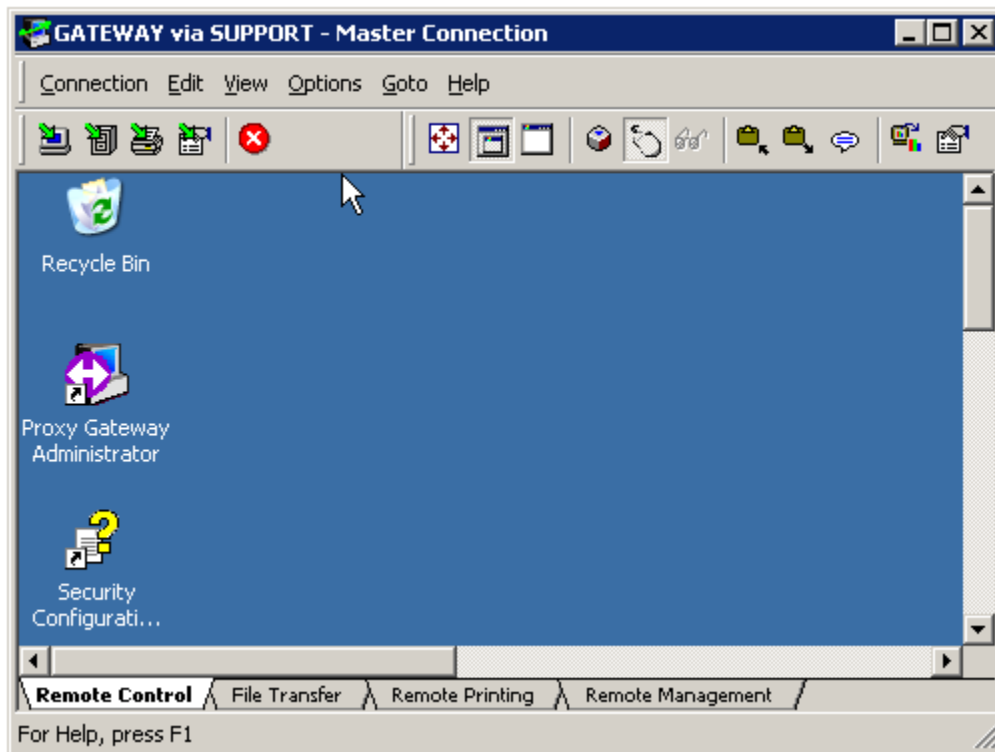 GATEWAY via SUPPORT - Master Connection
Connection Edit View Options Goto Help
Recycle Bin
Proxy Gateway
Administrator
Security
Configurati...
Remote Control File Transfer Remote Printing Remote Management
For Help, press F1